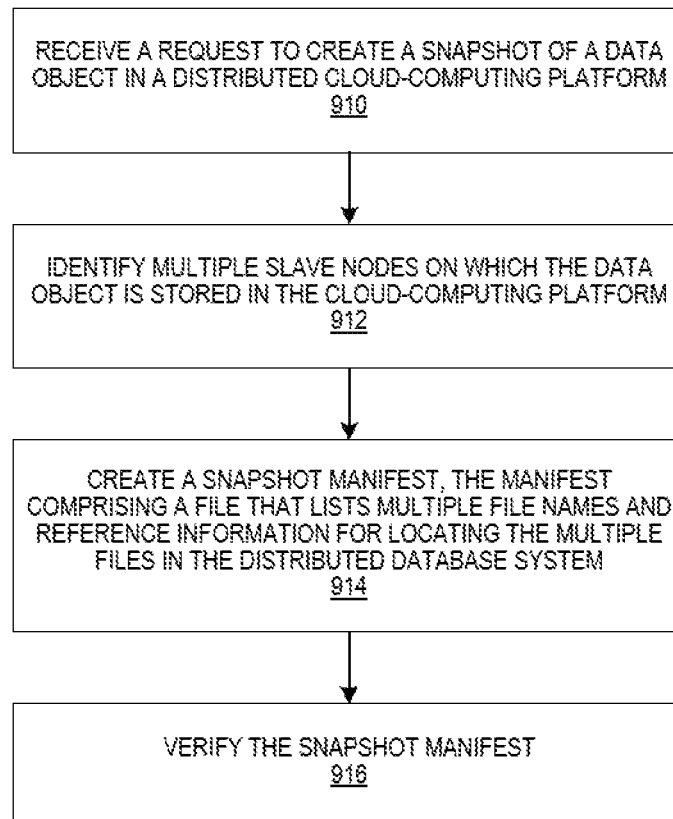 RECEIVE A REQUEST TO CREATE A SNAPSHOT OF A DATA
OBJECT IN A DISTRIBUTED CLOUD-COMPUTING PLATFORM
910
IDENTIFY MULTIPLE SLAVE NODES ON WHICH THE DATA
OBJECT IS STORED IN THE CLOUD-COMPUTING PLATFORM
912
CREATE A SNAPSHOT MANIFEST, THE MANIFEST
COMPRISING A FILE THAT LISTS MULTIPLE FILE NAMES AND
REFERENCE INFORMATION FOR LOCATING THE MULTIPLE
FILES IN THE DISTRIBUTED DATABASE SYSTEM
914
VERIFY THE SNAPSHOT MANIFEST
916